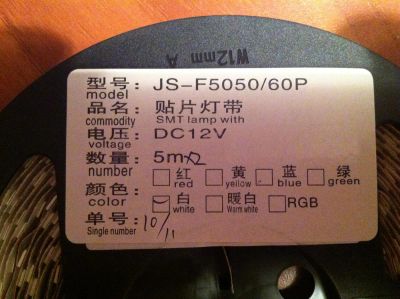 W12mm A
型号: JS-F5050/60P
model
品名: 贴片灯带
commodity SMT lamp with
电压: DC12V
voltage
数量: 5m×2
number
红 黄 蓝 绿
red yellow blue green
颜色:
color
白 暖白 RGB
white Warm white
单号: 10/11
Single number